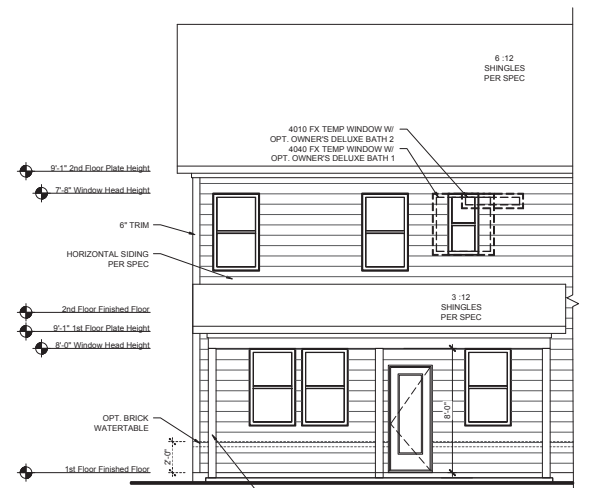 6 :12
SHINGLES
PER SPEC
4010 FX TEMP WINDOW W/
OPT. OWNER'S DELUXE BATH 2
4040 FX TEMP WINDOW W/
OPT. OWNER'S DELUXE BATH 1
9'-1" 2nd Floor Plate Height
7'-8" Window Head Height
6" TRIM
HORIZONTAL SIDING
PER SPEC
3 :12
SHINGLES
PER SPEC
2nd Floor Finished Floor
9'-1" 1st Floor Plate Height
8'-0" Window Head Height
8'-0"
OPT. BRICK
WATERTABLE
2'-0"
1st Floor Finished Floor